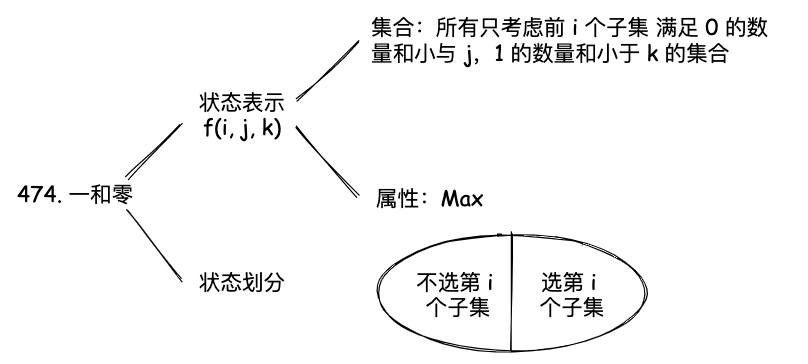 集合：所有只考虑前 i 个子集 满足 0 的数
量和小与 j，1 的数量和小于 k 的集合
状态表示
f(i, j, k)
474. 一和零
属性：Max
状态划分
不选第 i
个子集
选第 i
个子集